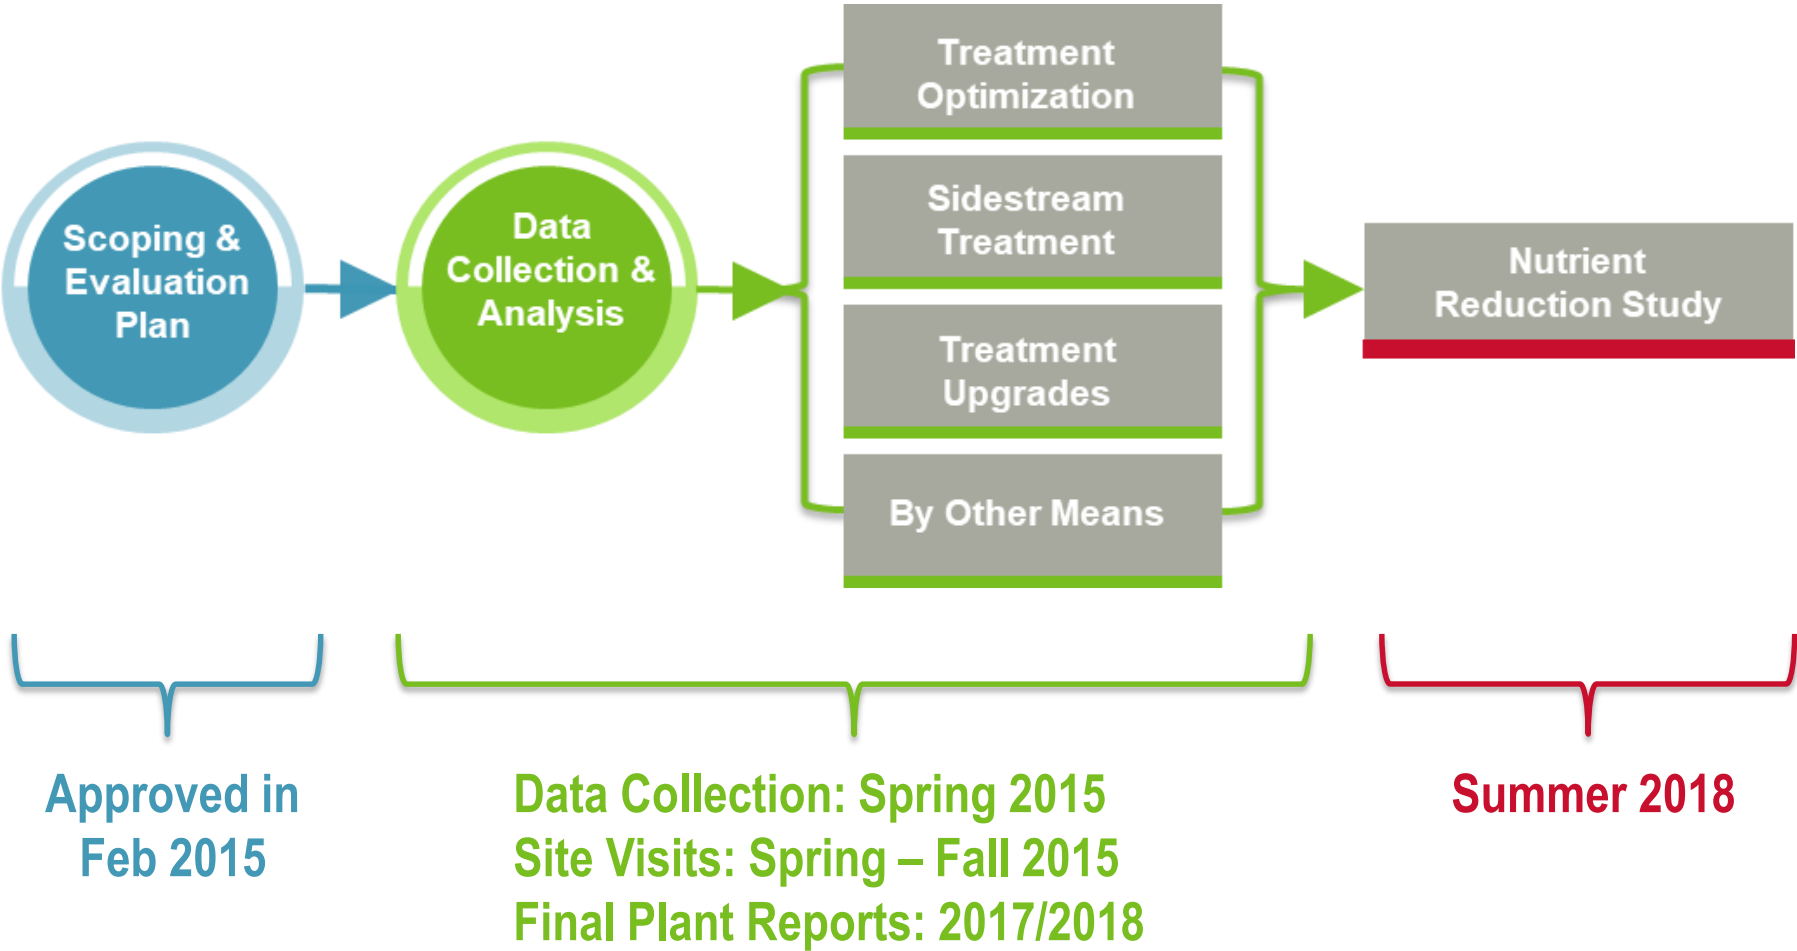 Scoping &
Evaluation
Plan
Data
Collection &
Analysis
Treatment
Optimization
Sidestream
Treatment
Treatment
Upgrades
By Other Means
Nutrient
Reduction Study
Approved in
Feb 2015
Data Collection: Spring 2015
Site Visits: Spring – Fall 2015
Final Plant Reports: 2017/2018
Summer 2018